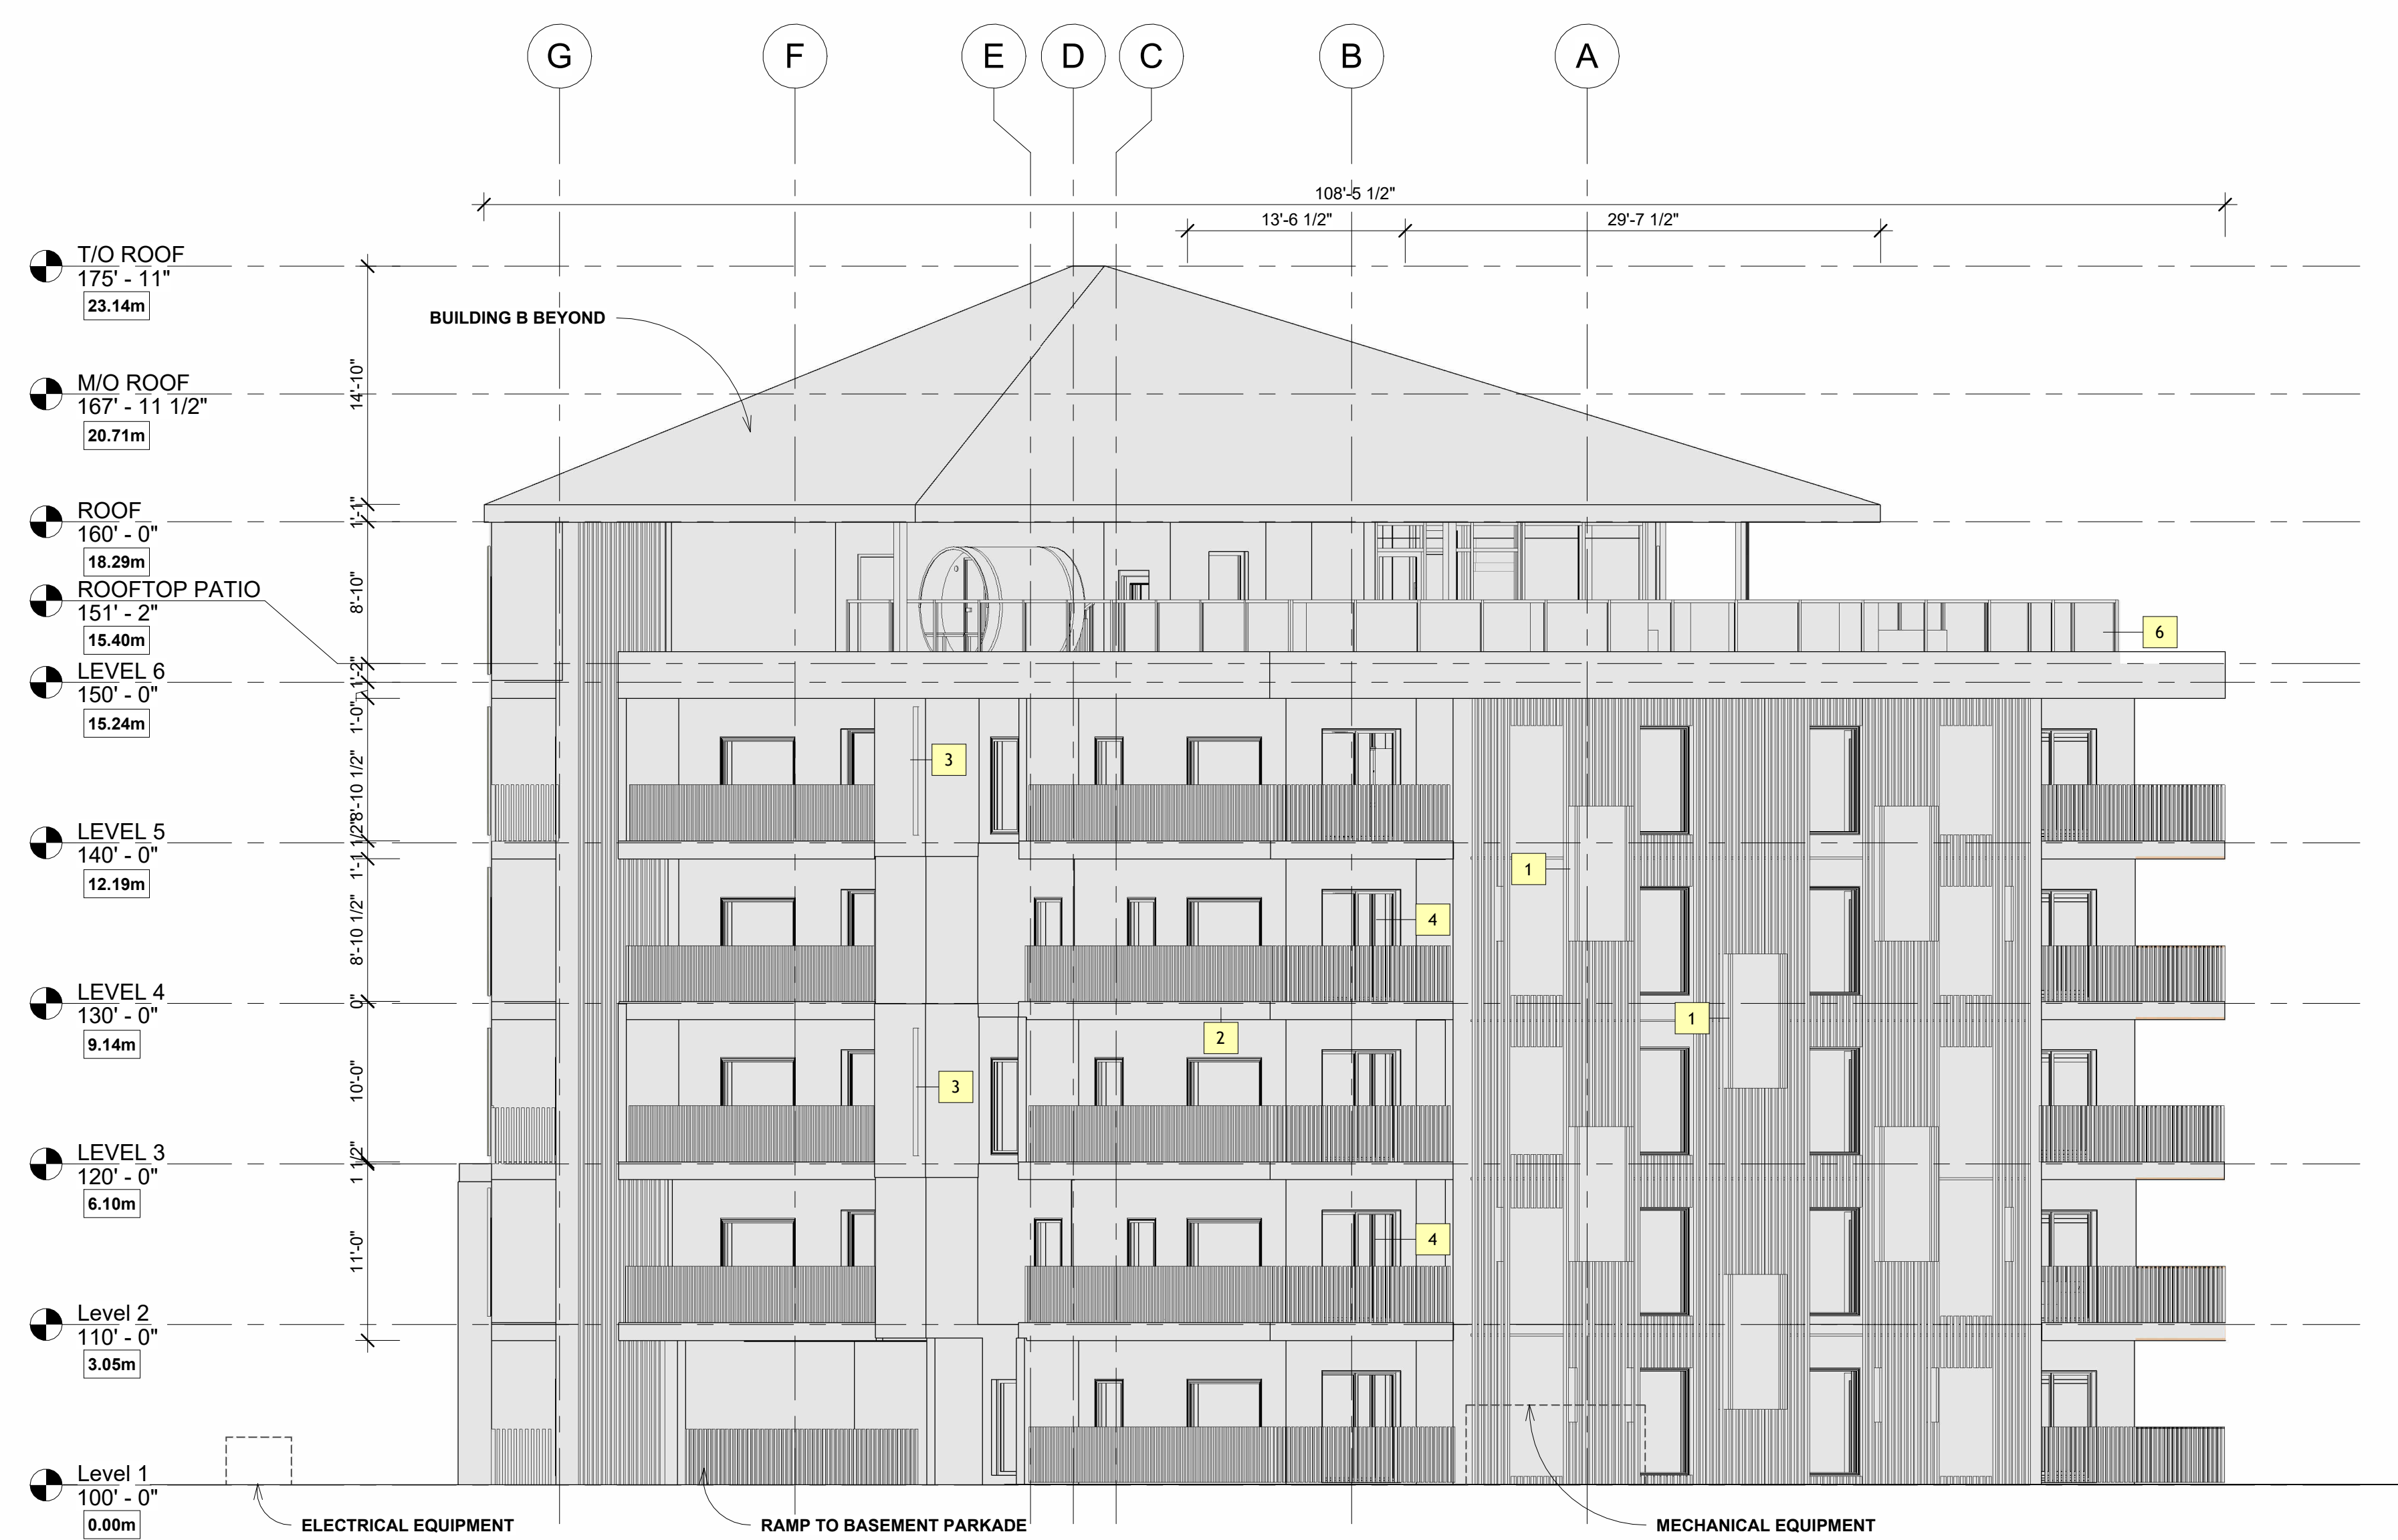 G
F
E
D
C
B
A
108'-5 1/2"
13'-6 1/2"
29'-7 1/2"
T/O ROOF
175' - 11"
23.14m
BUILDING B BEYOND
M/O ROOF
167' - 11 1/2"
20.71m
14'-10"
ROOF
160' - 0"
18.29m
1'-1"
ROOFTOP PATIO
151' - 2"
15.40m
8'-10"
6
LEVEL 6
150' - 0"
15.24m
1'-2"
1'-0"
3
8'-10 1/2"
LEVEL 5
140' - 0"
12.19m
1'-1 1/2"
1
4
8'-10 1/2"
LEVEL 4
130' - 0"
9.14m
0"
1
2
3
10'-0"
LEVEL 3
120' - 0"
6.10m
1 1/2"
4
11'-0"
Level 2
110' - 0"
3.05m
Level 1
100' - 0"
0.00m
ELECTRICAL EQUIPMENT
RAMP TO BASEMENT PARKADE
MECHANICAL EQUIPMENT